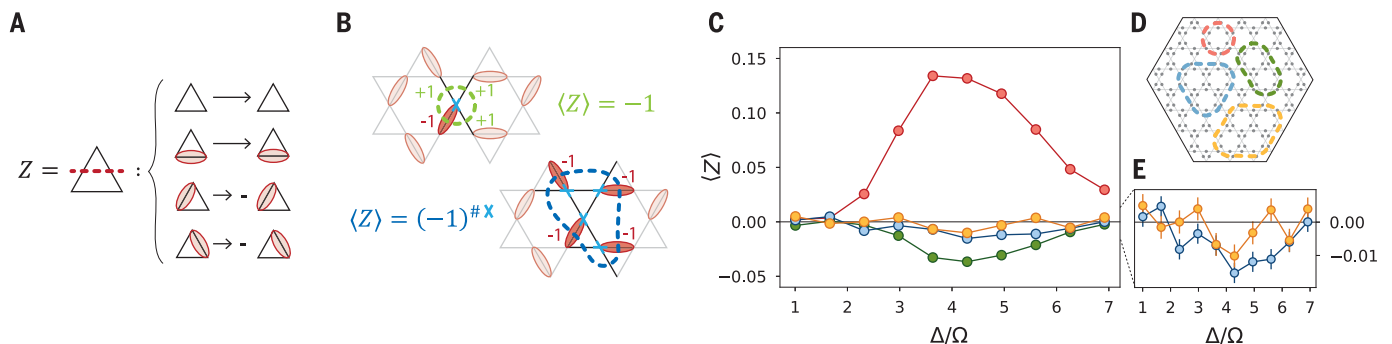 A
Z = :
→
→
→ -
→ -
B
+1 +1
-1 +1
⟨Z⟩ = −1
-1 -1
⟨Z⟩ = (−1)^#X
-1 -1
C
⟨Z⟩
0.15
0.10
0.05
0.00
−0.05
1 2 3 4 5 6 7
Δ/Ω
D
E
0.00
−0.01
1 2 3 4 5 6 7
Δ/Ω